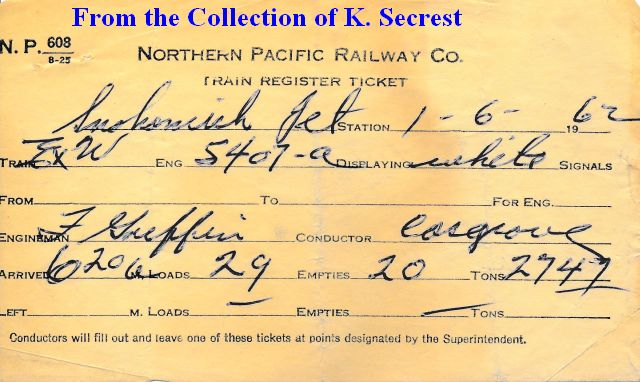 From the Collection of K. Secrest
N. P. 608
8-25
NORTHERN PACIFIC RAILWAY CO.
TRAIN REGISTER TICKET
Snohomish Jct STATION 1-6- 1962
TRAIN Ex W ENG 5407-a DISPLAYING white SIGNALS
FROM TO FOR ENG.
ENGINEMAN F Griffin CONDUCTOR Cosgrove
ARRIVED 620 M. LOADS 29 EMPTIES 20 TONS 2747
LEFT M. LOADS — EMPTIES — TONS
Conductors will fill out and leave one of these tickets at points designated by the Superintendent.